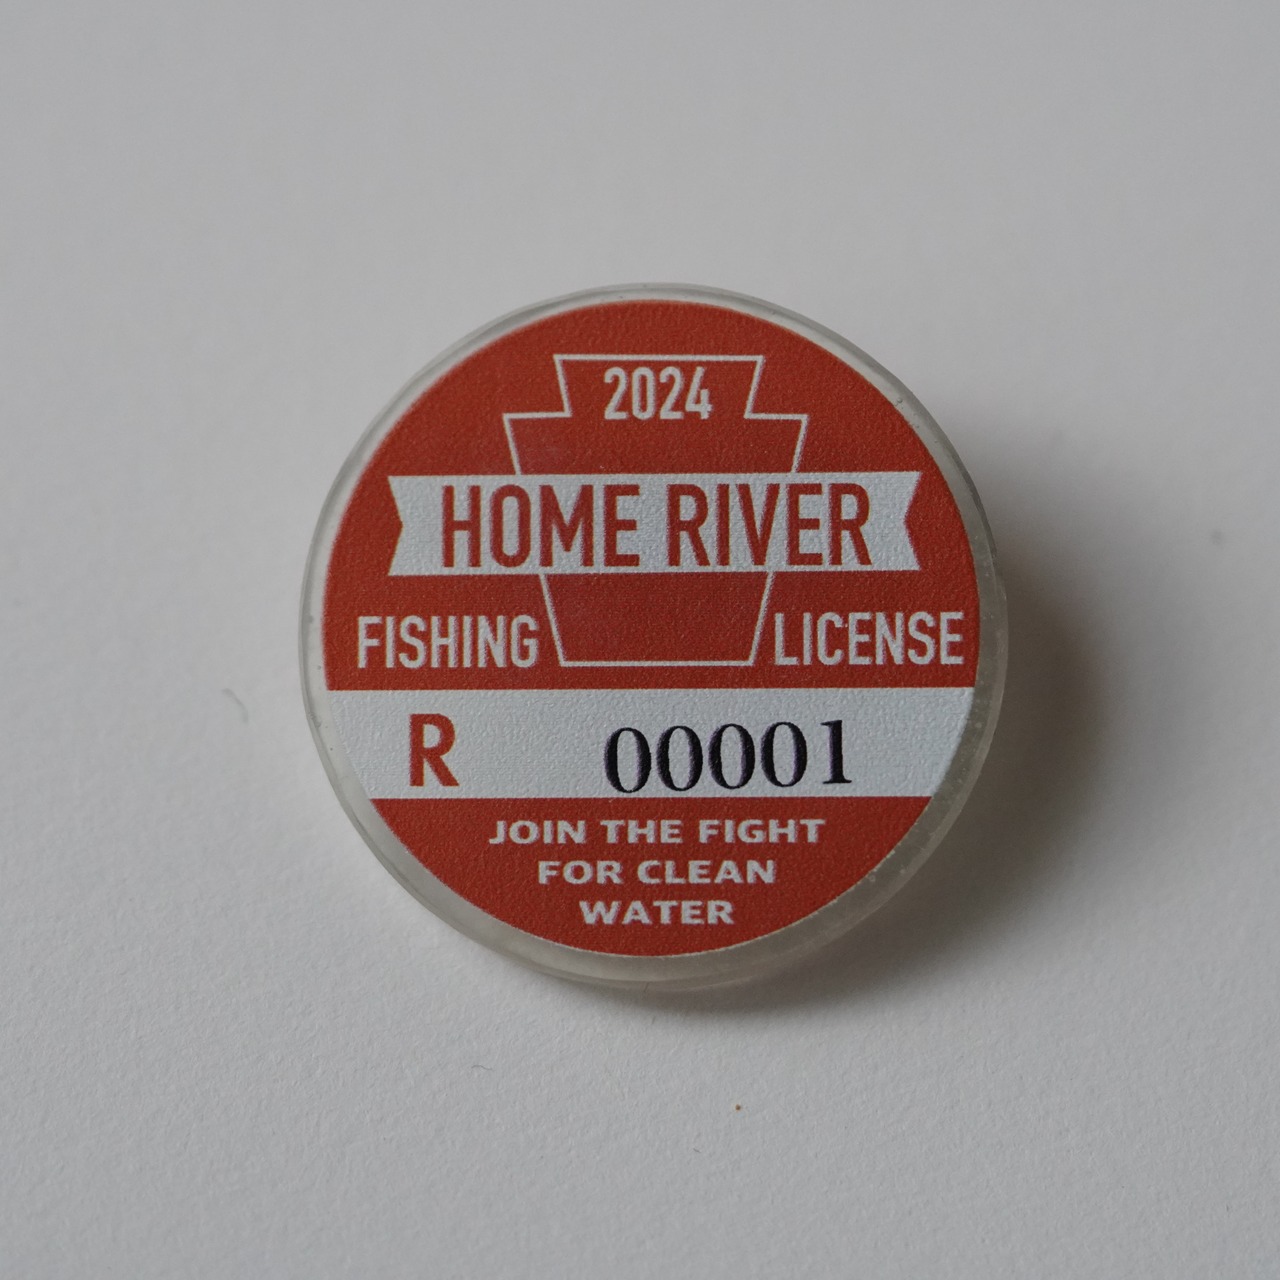 2024
HOME RIVER
FISHING LICENSE
R 00001
JOIN THE FIGHT
FOR CLEAN
WATER